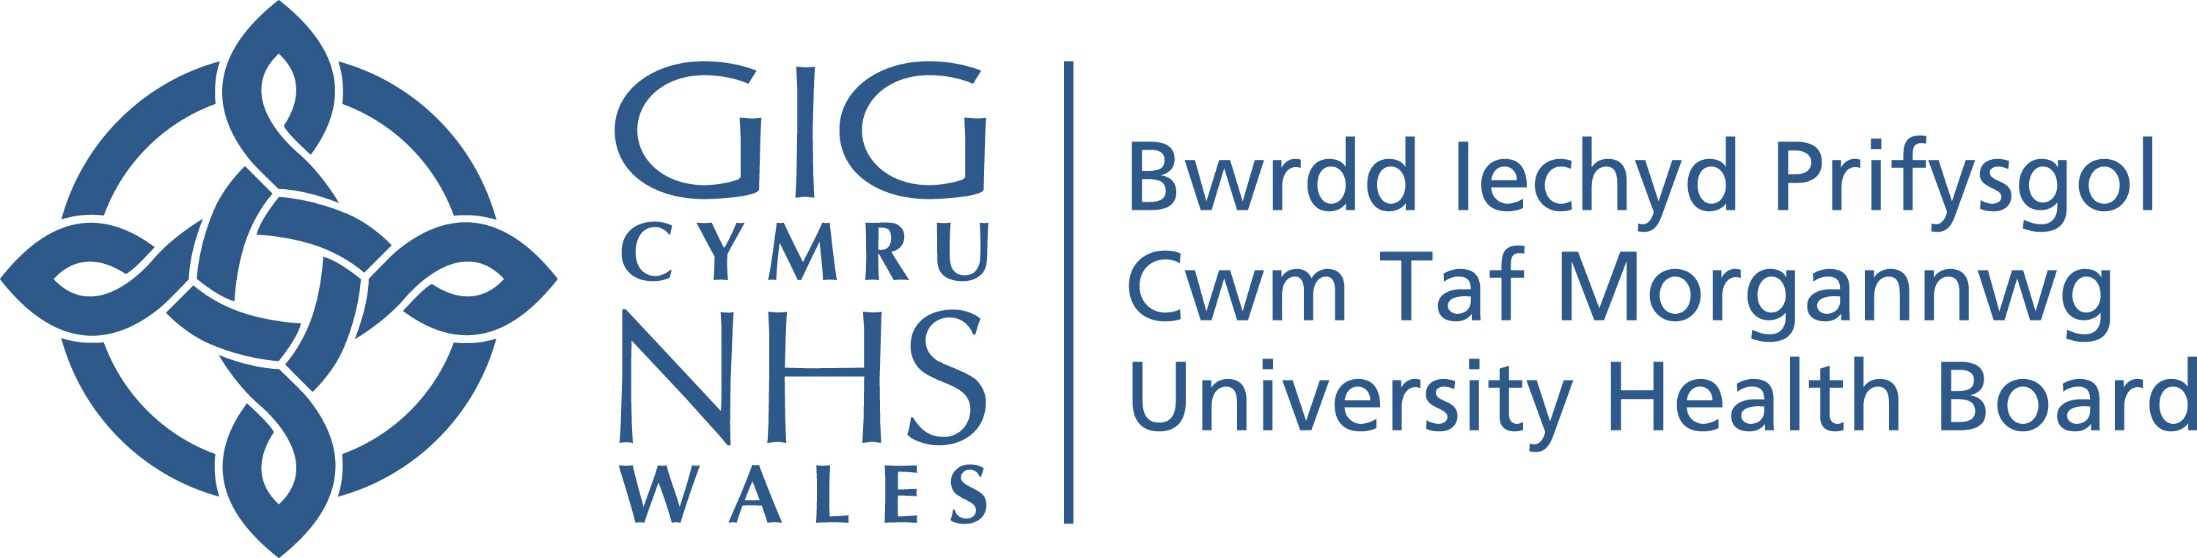 GIG
CYMRU
NHS
WALES
Bwrdd Iechyd Prifysgol
Cwm Taf Morgannwg
University Health Board